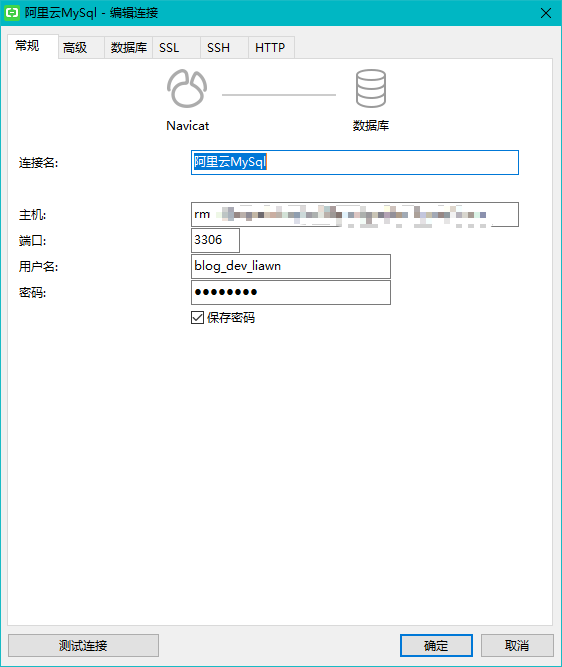 阿里云MySql - 编辑连接
常规 高级 数据库 SSL SSH HTTP
Navicat 数据库
连接名: 阿里云MySql
主机: rm
端口: 3306
用户名: blog_dev_liawn
密码: ●●●●●●●●
保存密码
测试连接 确定 取消